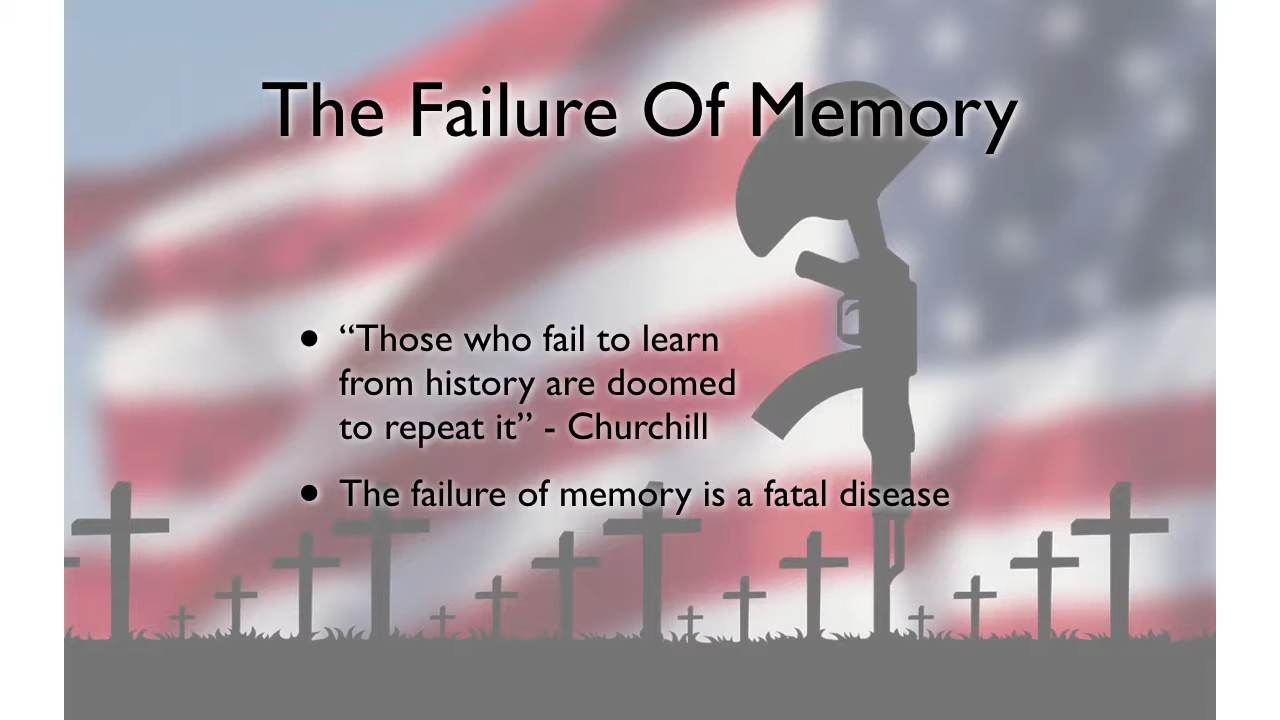 The Failure Of Memory
• “Those who fail to learn
from history are doomed
to repeat it” - Churchill
• The failure of memory is a fatal disease